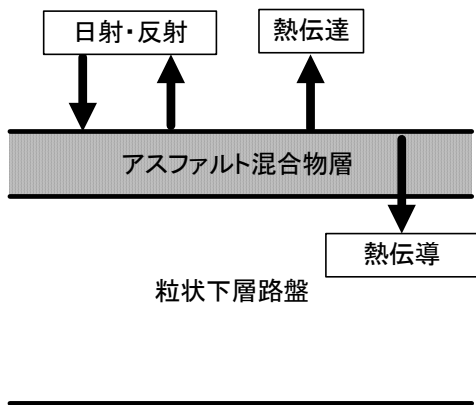 日射・反射
熱伝達
アスファルト混合物層
熱伝導
粒状下層路盤